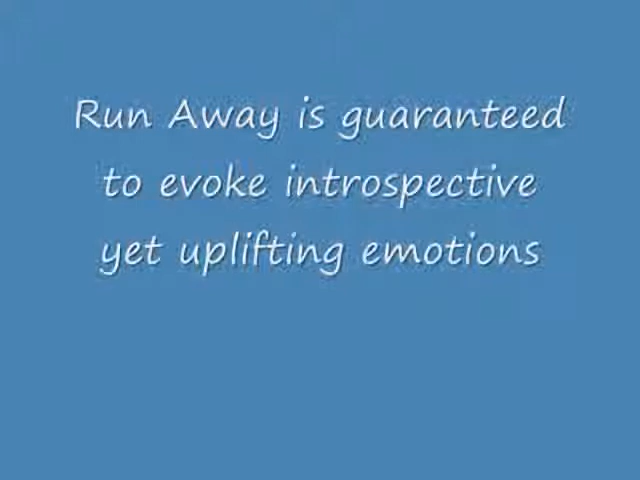 Run Away is guaranteed
to evoke introspective
yet uplifting emotions